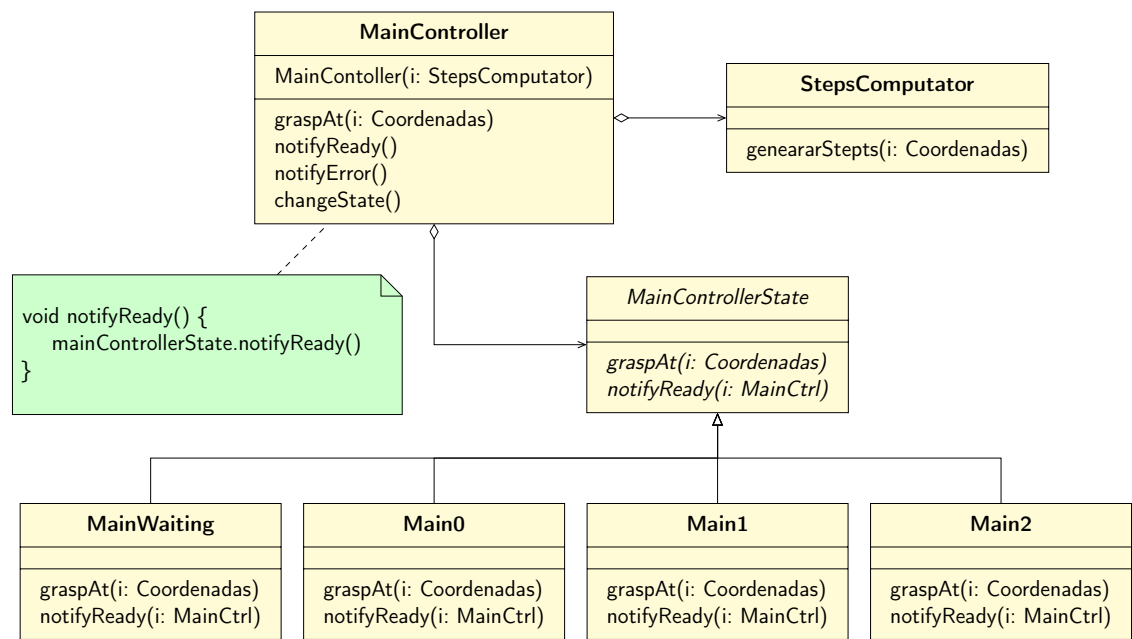 MainController
MainContoller(i: StepsComputator)
graspAt(i: Coordenadas)
notifyReady()
notifyError()
changeState()
StepsComputator
geneararStepts(i: Coordenadas)
void notifyReady() {
mainControllerState.notifyReady()
}
MainControllerState
graspAt(i: Coordenadas)
notifyReady(i: MainCtrl)
MainWaiting
graspAt(i: Coordenadas)
notifyReady(i: MainCtrl)
Main0
graspAt(i: Coordenadas)
notifyReady(i: MainCtrl)
Main1
graspAt(i: Coordenadas)
notifyReady(i: MainCtrl)
Main2
graspAt(i: Coordenadas)
notifyReady(i: MainCtrl)